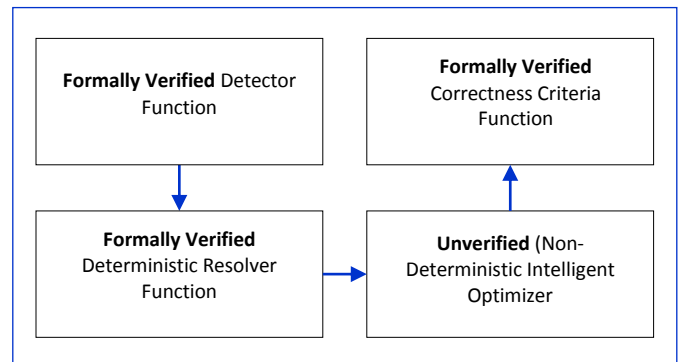 Formally Verified Detector
Function
Formally Verified
Deterministic Resolver
Function
Unverified (Non-
Deterministic Intelligent
Optimizer
Formally Verified
Correctness Criteria
Function